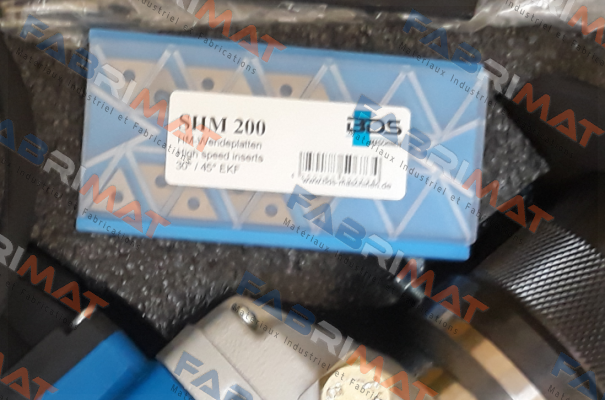 SHM 200
HM Wendeplatten
High speed inserts
30° / 45° EKF
BDS
FABRIMAT
Matériaux Industriel et Fabrications